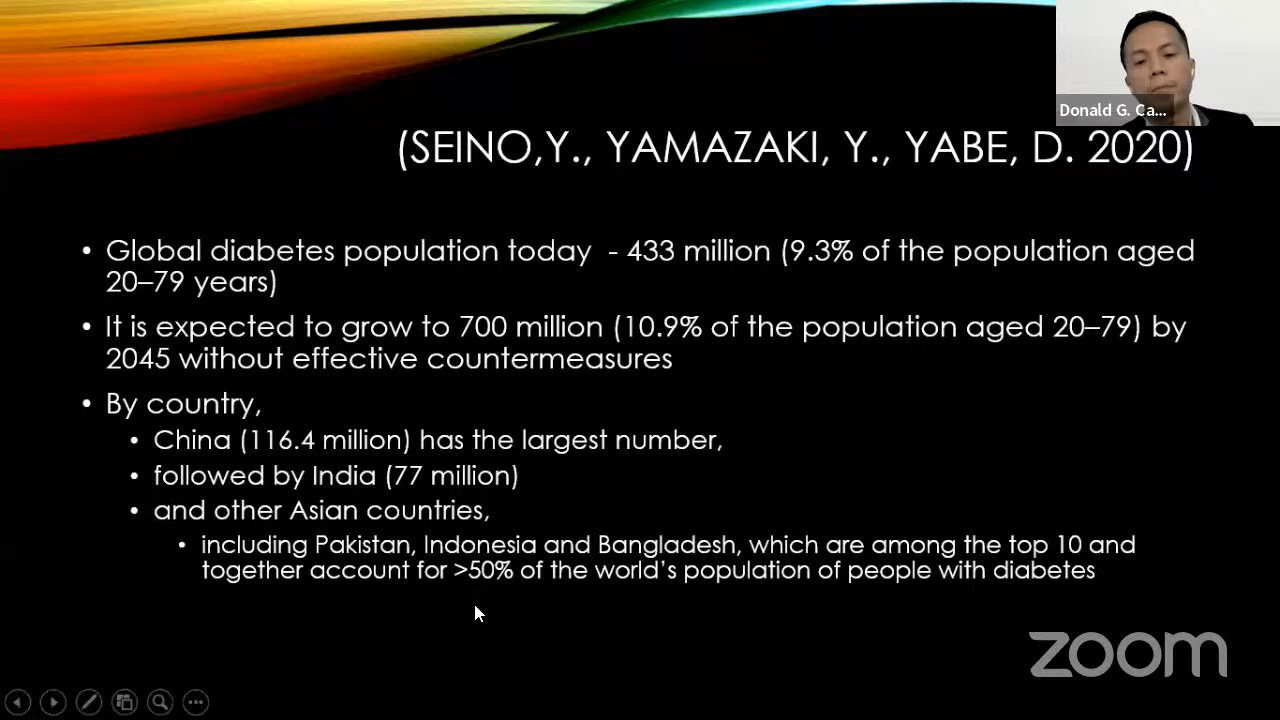 Donald G. Ca...
(SEINO,Y., YAMAZAKI, Y., YABE, D. 2020)
• Global diabetes population today - 433 million (9.3% of the population aged
20–79 years)
• It is expected to grow to 700 million (10.9% of the population aged 20–79) by
2045 without effective countermeasures
• By country,
• China (116.4 million) has the largest number,
• followed by India (77 million)
• and other Asian countries,
• including Pakistan, Indonesia and Bangladesh, which are among the top 10 and
together account for >50% of the world's population of people with diabetes
zoom